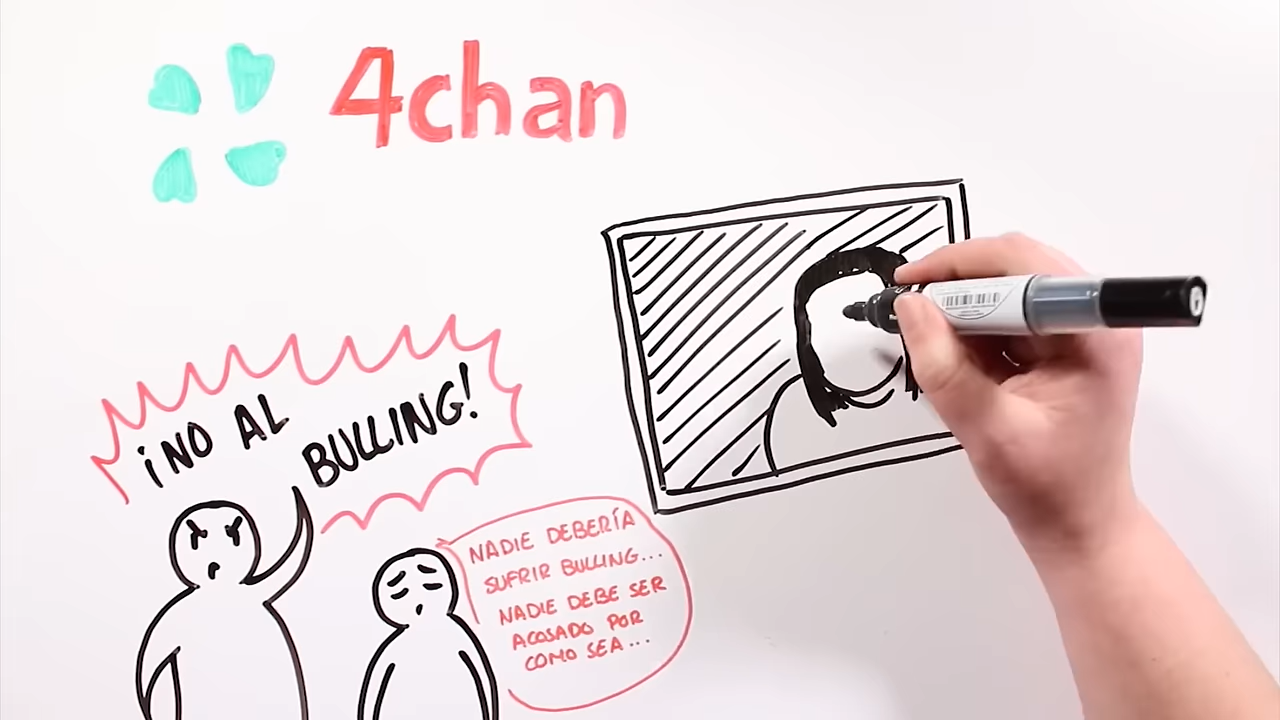 4chan
¡NO AL
BULLING!
NADIE DEBERÍA
SUFRIR BULLING...
NADIE DEBE SER
ACOSADO POR
COMO SEA...